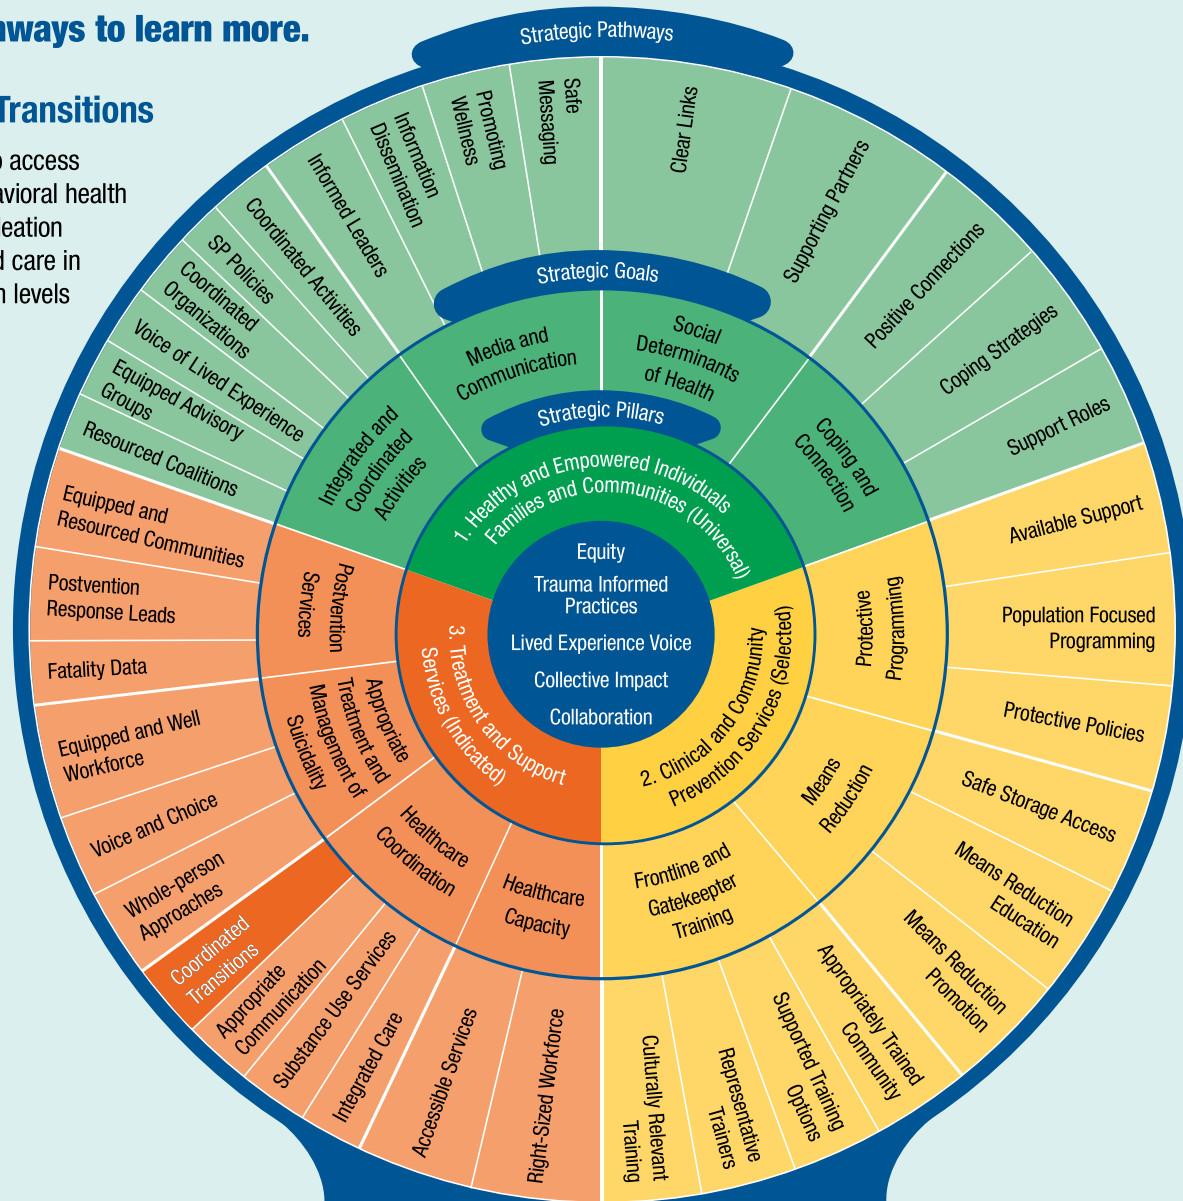 ways to learn more.
Transitions
access
avioral health
eation
d care in
n levels
Strategic Pathways
Safe
Messaging
Promoting
Wellness
Information
Dissemination
Informed Leaders
Coordinated Activities
SP Policies
Coordinated
Organizations
Voice of Lived Experience
Equipped Advisory
Groups
Resourced Coalitions
Clear Links
Supporting Partners
Positive Connections
Coping Strategies
Support Roles
Strategic Goals
Media and
Communication
Social
Determinants
of Health
Integrated and
Coordinated
Activities
Coping and
Connection
Strategic Pillars
1. Healthy and Empowered Individuals
Families and Communities (Universal)
Equity
Trauma Informed
Practices
Lived Experience Voice
Collective Impact
Collaboration
2. Clinical and Community
Prevention Services (Selected)
Protective
Programming
Available Support
Population Focused
Programming
Protective Policies
Means
Reduction
Safe Storage Access
Means Reduction
Education
Means Reduction
Promotion
Frontline and
Gatekeeper
Training
Appropriately Trained
Community
Supported Training
Options
Representative
Trainers
Culturally Relevant
Training
3. Treatment and Support
Services (Indicated)
Healthcare
Capacity
Right-Sized Workforce
Accessible Services
Healthcare
Coordination
Integrated Care
Substance Use Services
Appropriate
Communication
Coordinated
Transitions
Appropriate
Treatment and
Management of
Suicidality
Whole-person
Approaches
Voice and Choice
Equipped and Well
Workforce
Postvention
Services
Fatality Data
Postvention
Response Leads
Equipped and
Resourced Communities